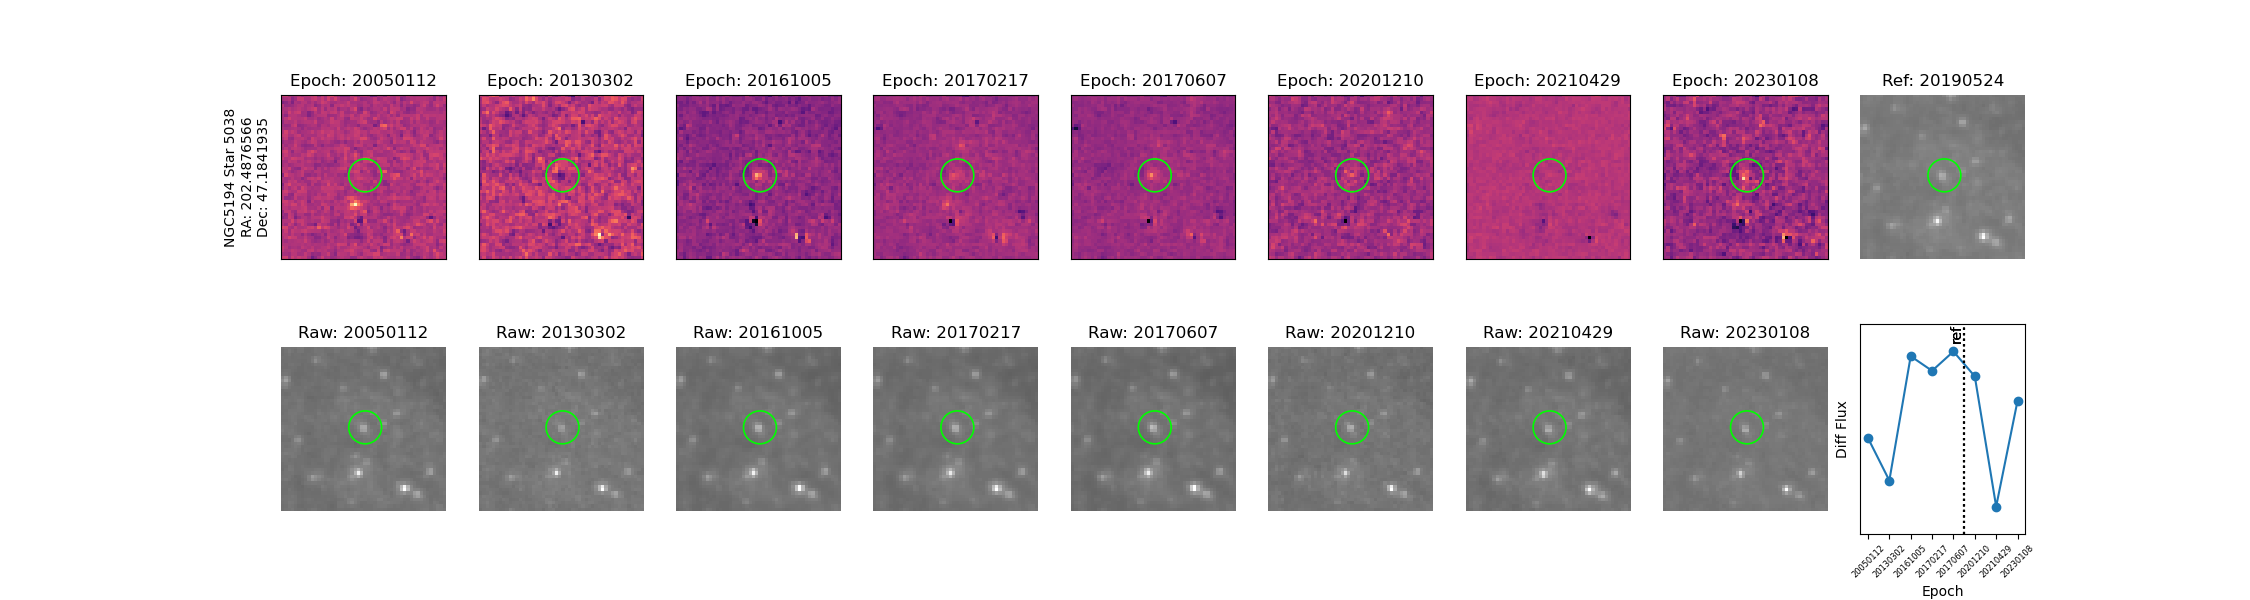 NGC5194 Star 5038
RA: 202.4876566
Dec: 47.1841935
Epoch: 20050112
Epoch: 20130302
Epoch: 20161005
Epoch: 20170217
Epoch: 20170607
Epoch: 20201210
Epoch: 20210429
Epoch: 20230108
Ref: 20190524
Raw: 20050112
Raw: 20130302
Raw: 20161005
Raw: 20170217
Raw: 20170607
Raw: 20201210
Raw: 20210429
Raw: 20230108
ref
Diff Flux
20050112
20130302
20161005
20170217
20170607
20201210
20210429
20230108
Epoch